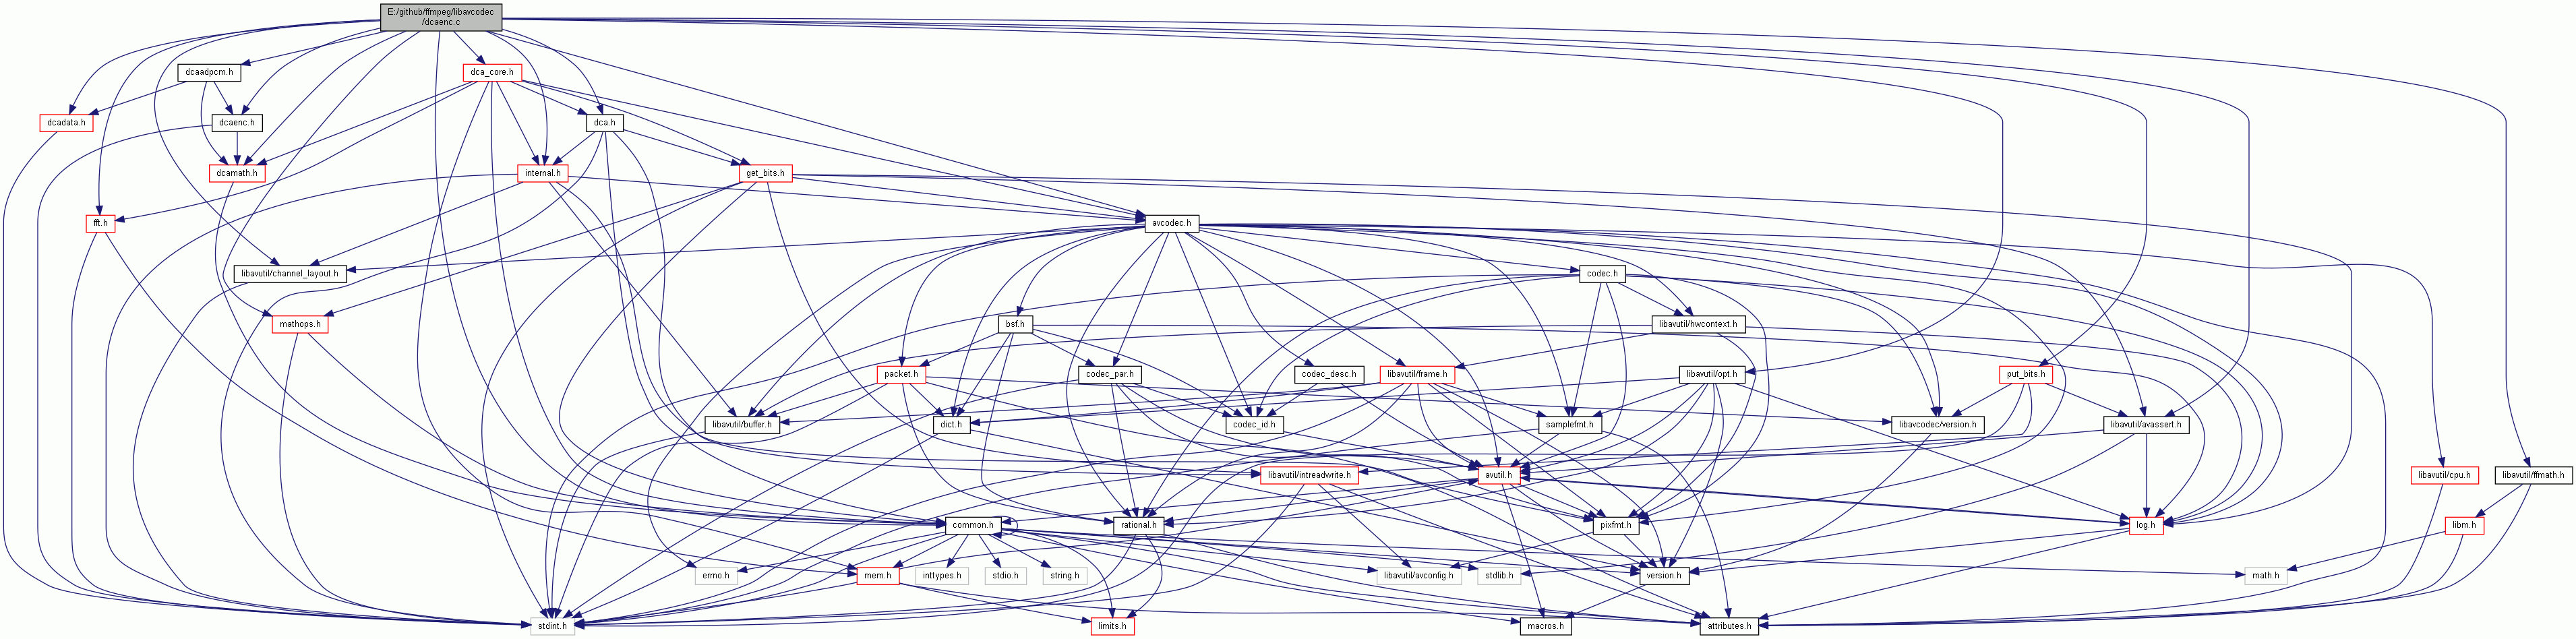 E:/github/ffmpeg/libavcodec
/dcaenc.c
dcaadpcm.h
dca_core.h
dcadata.h
dcaenc.h
dca.h
dcamath.h
internal.h
get_bits.h
fft.h
avcodec.h
libavutil/channel_layout.h
codec.h
mathops.h
bsf.h
libavutil/hwcontext.h
packet.h
codec_par.h
codec_desc.h
libavutil/frame.h
libavutil/opt.h
put_bits.h
libavutil/buffer.h
dict.h
codec_id.h
samplefmt.h
libavcodec/version.h
libavutil/avassert.h
libavutil/intreadwrite.h
avutil.h
libavutil/cpu.h
libavutil/ffmath.h
common.h
rational.h
pixfmt.h
log.h
libm.h
errno.h
mem.h
inttypes.h
stdio.h
string.h
libavutil/avconfig.h
stdlib.h
version.h
math.h
stdint.h
limits.h
macros.h
attributes.h